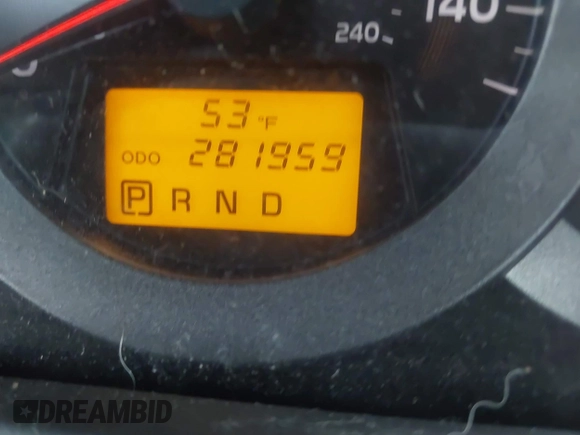 140
240
53 °F
ODO 281959
P R N D
DREAMBID